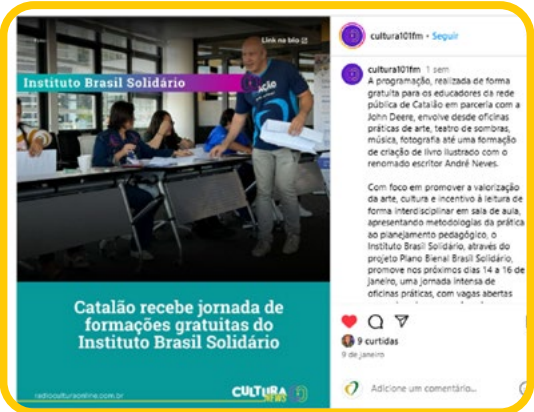 Link na bio
Instituto Brasil Solidário
AÇÃO
Catalão recebe jornada de
formações gratuitas do
Instituto Brasil Solidário
radioculturaonline.com.br
CULTURA
NEWS
cultura101fm • Seguir
cultura101fm 1 sem
A programação, realizada de forma
gratuita para os educadores da rede
pública de Catalão em parceria com a
John Deere, envolve desde oficinas
práticas de arte, teatro de sombras,
música, fotografia até uma formação
de criação de livro ilustrado com o
renomado escritor André Neves.
Com foco em promover a valorização
da arte, cultura e incentivo à leitura de
forma interdisciplinar em sala de aula,
apresentando metodologias da prática
ao planejamento pedagógico, o
Instituto Brasil Solidário, através do
projeto Plano Bienal Brasil Solidário,
promove nos próximos dias 14 a 16 de
janeiro, uma jornada intensa de
oficinas práticas, com vagas abertas
9 curtidas
9 de janeiro
Adicione um comentário...